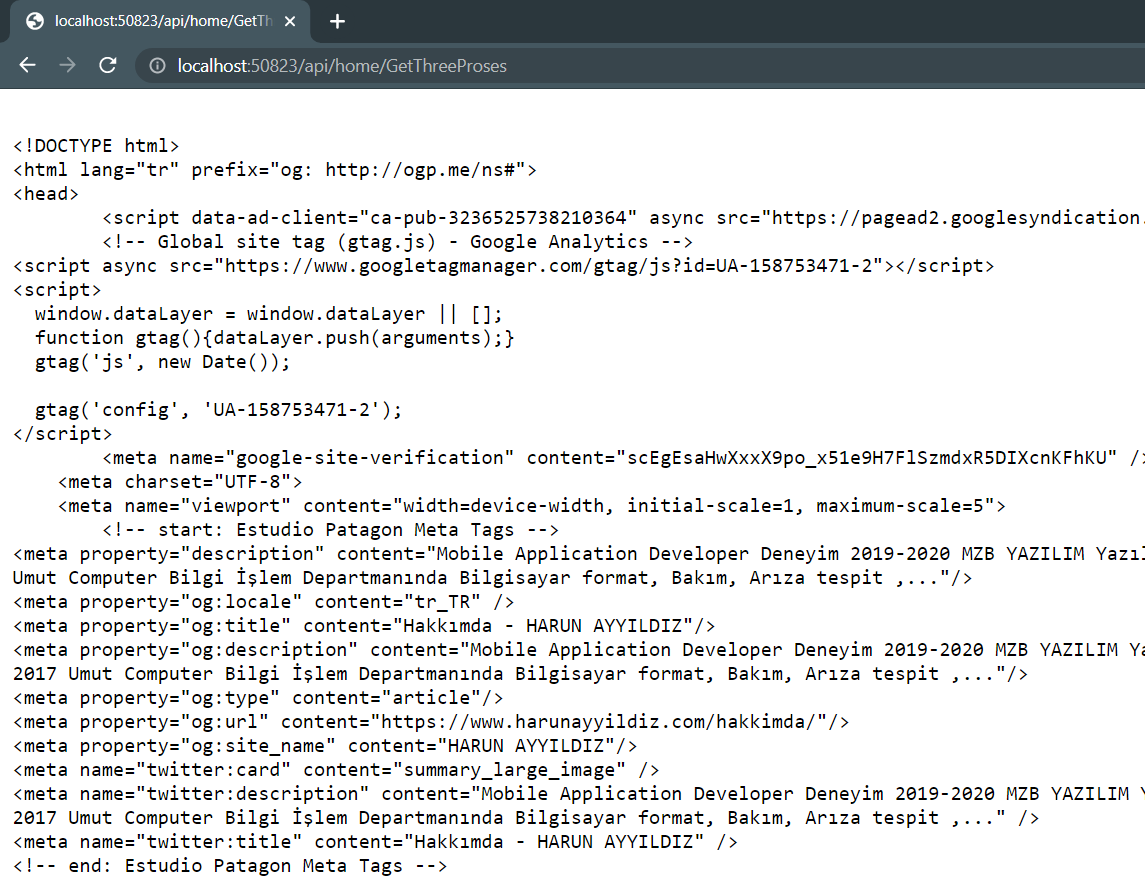 localhost:50823/api/home/GetTh
localhost:50823/api/home/GetThreeProses
<!DOCTYPE html>
<html lang="tr" prefix="og: http://ogp.me/ns#">
<head>
<script data-ad-client="ca-pub-3236525738210364" async src="https://pagead2.googlesyndication.
<!-- Global site tag (gtag.js) - Google Analytics -->
<script async src="https://www.googletagmanager.com/gtag/js?id=UA-158753471-2"></script>
<script>
window.dataLayer = window.dataLayer || [];
function gtag(){dataLayer.push(arguments);}
gtag('js', new Date());
gtag('config', 'UA-158753471-2');
</script>
<meta name="google-site-verification" content="scEgEsaHwXxxX9po_x51e9H7FlSzmdxR5DIXcnKFhKU" />
<meta charset="UTF-8">
<meta name="viewport" content="width=device-width, initial-scale=1, maximum-scale=5">
<!-- start: Estudio Patagon Meta Tags -->
<meta property="description" content="Mobile Application Developer Deneyim 2019-2020 MZB YAZILIM Yazıl
Umut Computer Bilgi İşlem Departmanında Bilgisayar format, Bakım, Arıza tespit ,..."/>
<meta property="og:locale" content="tr_TR" />
<meta property="og:title" content="Hakkımda - HARUN AYYILDIZ"/>
<meta property="og:description" content="Mobile Application Developer Deneyim 2019-2020 MZB YAZILIM Ya
2017 Umut Computer Bilgi İşlem Departmanında Bilgisayar format, Bakım, Arıza tespit ,..."/>
<meta property="og:type" content="article"/>
<meta property="og:url" content="https://www.harunayyildiz.com/hakkimda/"/>
<meta property="og:site_name" content="HARUN AYYILDIZ"/>
<meta name="twitter:card" content="summary_large_image" />
<meta name="twitter:description" content="Mobile Application Developer Deneyim 2019-2020 MZB YAZILIM Y
2017 Umut Computer Bilgi İşlem Departmanında Bilgisayar format, Bakım, Arıza tespit ,..." />
<meta name="twitter:title" content="Hakkımda - HARUN AYYILDIZ" />
<!-- end: Estudio Patagon Meta Tags -->